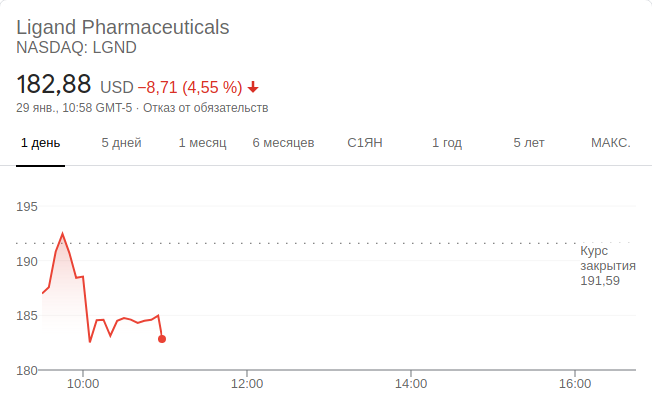 Ligand Pharmaceuticals
NASDAQ: LGND
182,88 USD −8,71 (4,55 %)
29 янв., 10:58 GMT-5 · Отказ от обязательств
1 день 5 дней 1 месяц 6 месяцев С1ЯН 1 год 5 лет МАКС.
195
190
185
180
Курс
закрытия
191,59
10:00 12:00 14:00 16:00